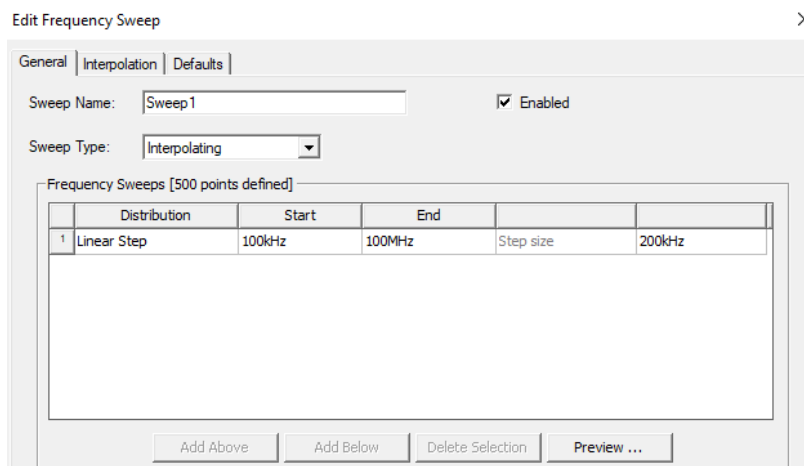 Edit Frequency Sweep
General Interpolation Defaults
Sweep Name: Sweep1 Enabled
Sweep Type: Interpolating
Frequency Sweeps [500 points defined]
Distribution Start End
1 Linear Step 100kHz 100MHz Step size 200kHz
Add Above Add Below Delete Selection Preview ...